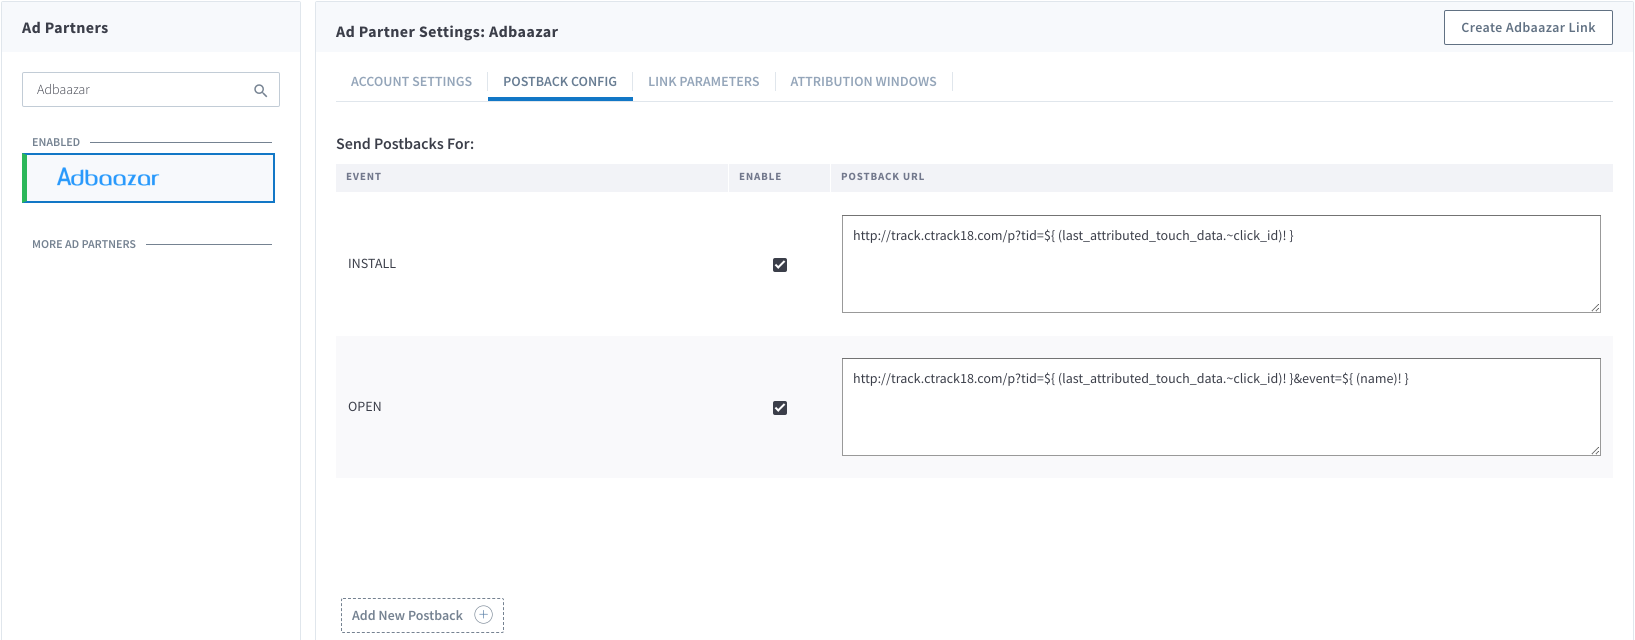 Ad Partners
Adbaazar
ENABLED
Adbaazar
MORE AD PARTNERS
Ad Partner Settings: Adbaazar
Create Adbaazar Link
ACCOUNT SETTINGS
POSTBACK CONFIG
LINK PARAMETERS
ATTRIBUTION WINDOWS
Send Postbacks For:
EVENT
ENABLE
POSTBACK URL
INSTALL
http://track.ctrack18.com/p?tid=${ (last_attributed_touch_data.~click_id)! }
OPEN
http://track.ctrack18.com/p?tid=${ (last_attributed_touch_data.~click_id)! }&event=${ (name)! }
Add New Postback